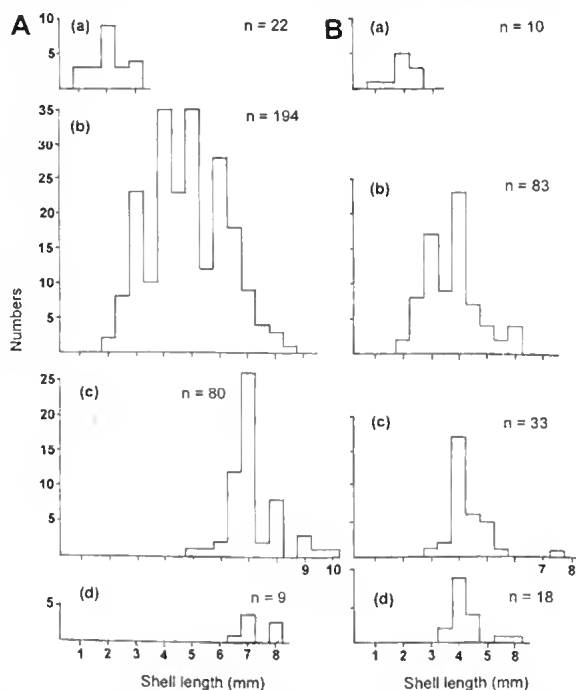 A
(a)
n = 22
10
5
(b)
n = 194
35
30
25
20
15
10
5
Numbers
(c)
n = 80
25
20
15
10
5
9 10
(d)
n = 9
5
1 2 3 4 5 6 7 8
Shell length (mm)
B
(a)
n = 10
(b)
n = 83
(c)
n = 33
7 8
(d)
n = 18
1 2 3 4 5 6 8
Shell length (mm)